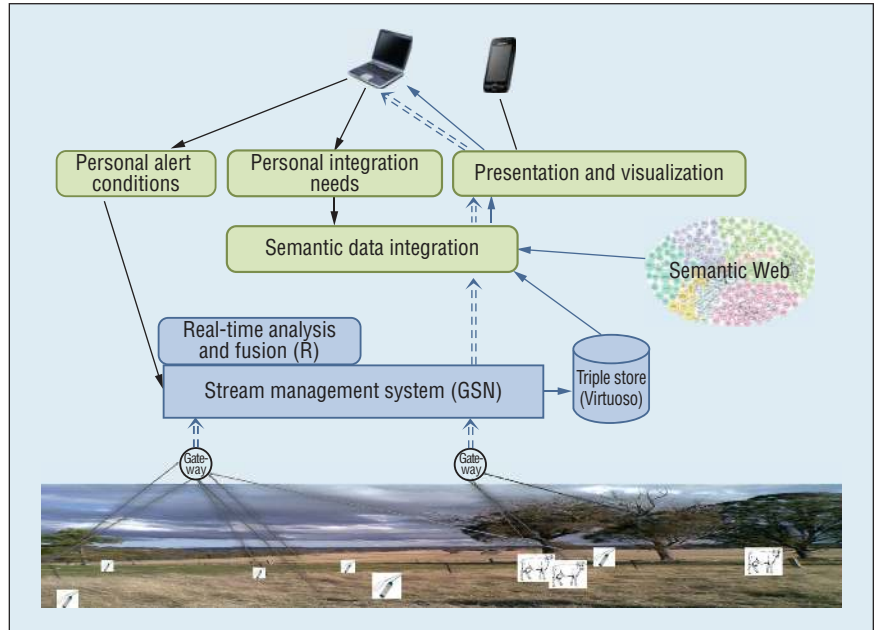 Personal alert
conditions
Personal integration
needs
Presentation and visualization
Semantic data integration
Semantic Web
Real-time analysis
and fusion (R)
Stream management system (GSN)
Triple store
(Virtuoso)
Gate-
way
Gate-
way